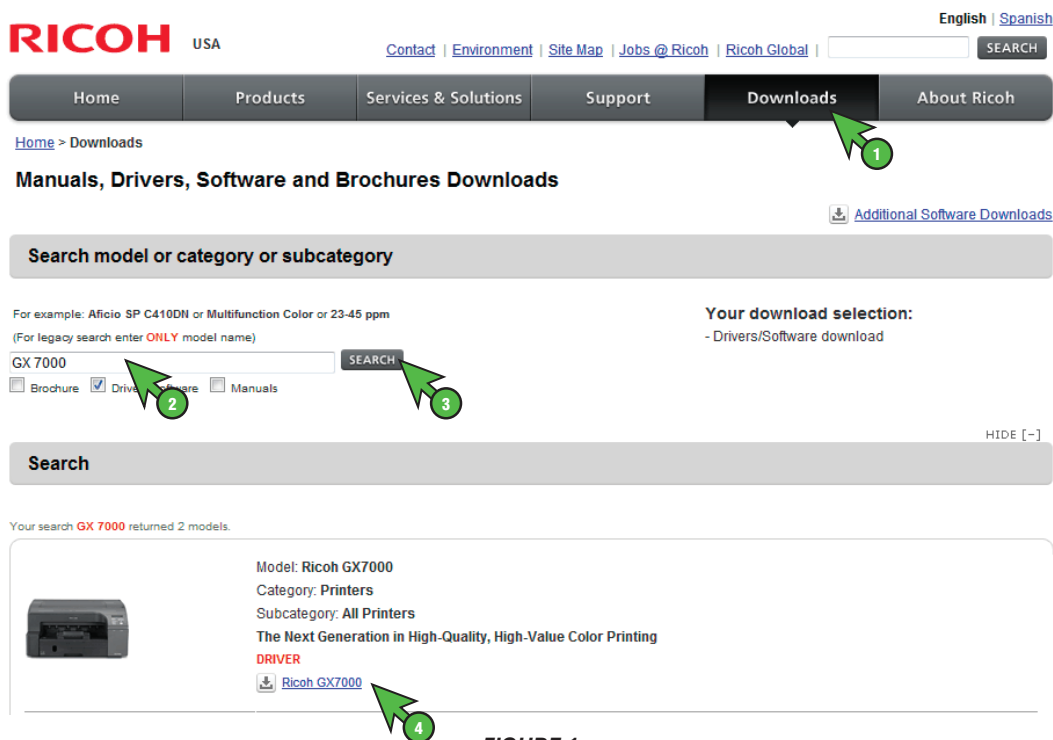 English | Spanish
RICOH USA
Contact | Environment | Site Map | Jobs @ Ricoh | Ricoh Global | SEARCH
Home Products Services & Solutions Support Downloads About Ricoh
Home > Downloads
1
Manuals, Drivers, Software and Brochures Downloads
Additional Software Downloads
Search model or category or subcategory
For example: Aficio SP C410DN or Multifunction Color or 23-45 ppm
Your download selection:
(For legacy search enter ONLY model name)
- Drivers/Software download
GX 7000 SEARCH
Brochure Manuals
2 3
HIDE [-]
Search
Your search GX 7000 returned 2 models.
Model: Ricoh GX7000
Category: Printers
Subcategory: All Printers
The Next Generation in High-Quality, High-Value Color Printing
DRIVER
Ricoh GX7000
4